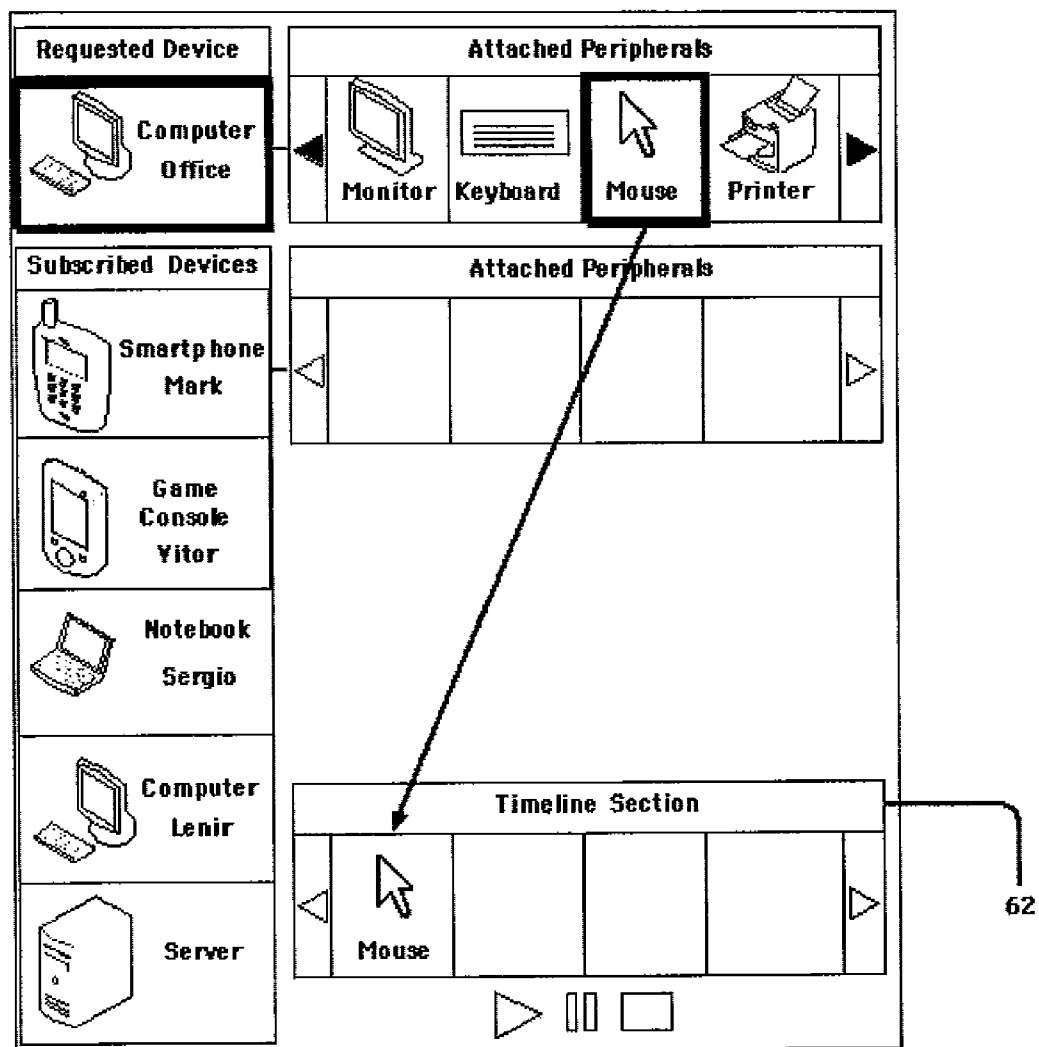 Requested Device
Attached Peripherals
Computer
Office
Monitor
Keyboard
Mouse
Printer
Subscribed Devices
Attached Peripherals
Smartphone
Mark
Game
Console
Vitor
Notebook
Sergio
Computer
Lenir
Server
Timeline Section
Mouse
62